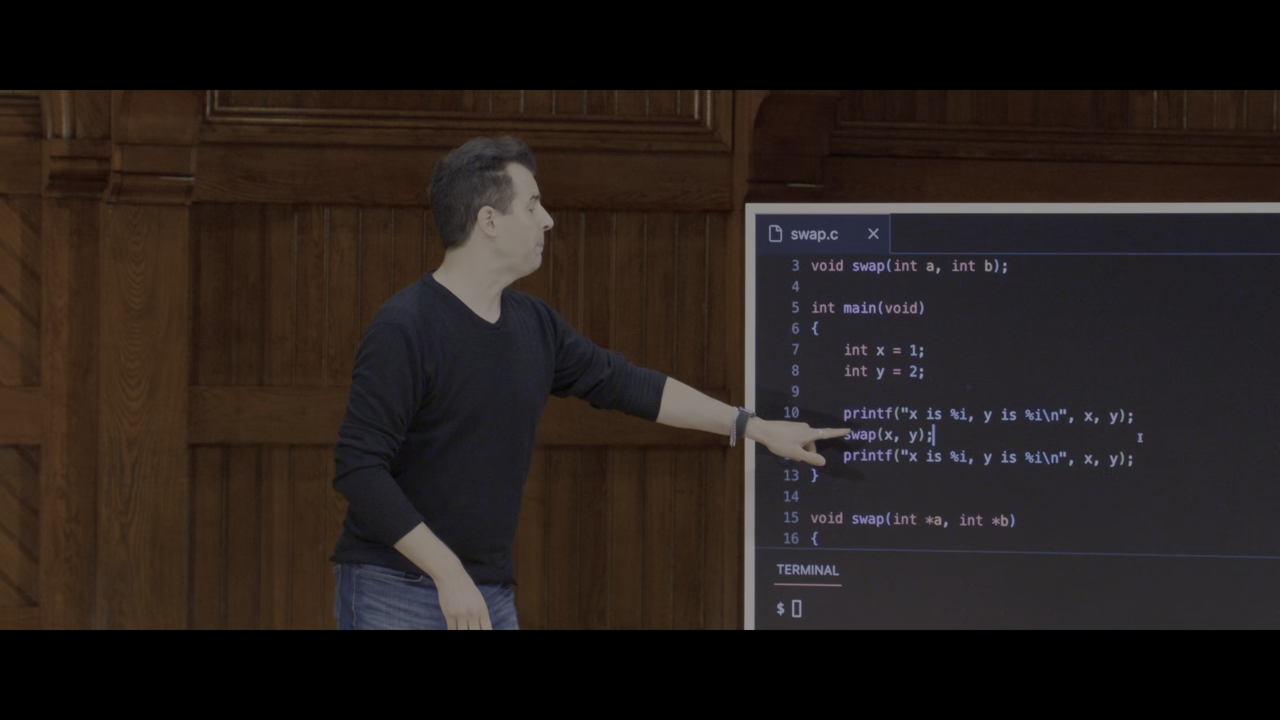 swap.c
3 void swap(int a, int b);
4
5 int main(void)
6 {
7 int x = 1;
8 int y = 2;
9
10 printf("x is %i, y is %i\n", x, y);
swap(x, y);
printf("x is %i, y is %i\n", x, y);
13 }
14
15 void swap(int *a, int *b)
16 {
TERMINAL
$